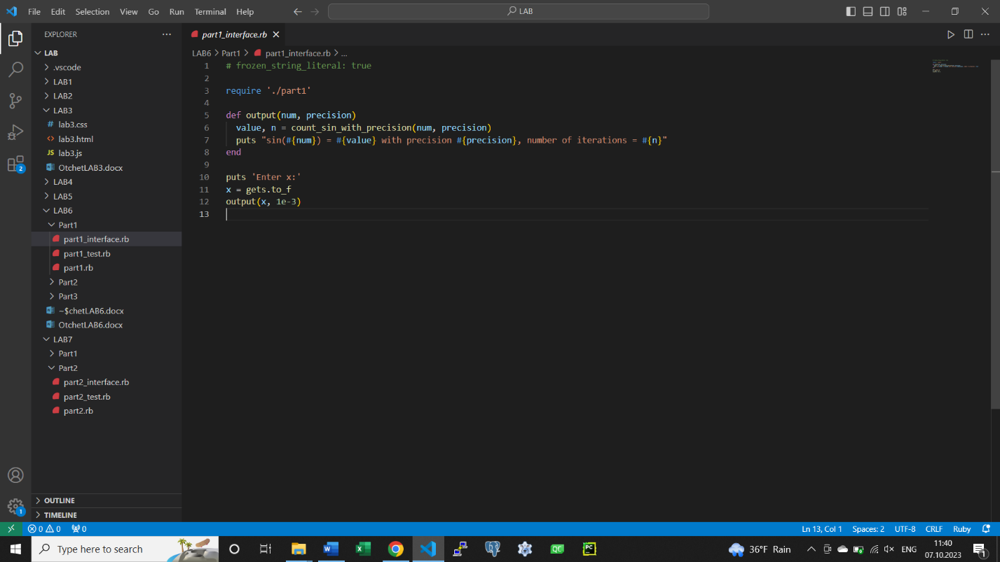 File Edit Selection View Go Run Terminal Help
LAB
EXPLORER
part1_interface.rb
LAB
LAB6 > Part1 > part1_interface.rb > ...
.vscode
LAB1
LAB2
LAB3
lab3.css
lab3.html
JS lab3.js
OtchetLAB3.docx
LAB4
LAB5
LAB6
Part1
part1_interface.rb
part1_test.rb
part1.rb
Part2
Part3
~$chetLAB6.docx
OtchetLAB6.docx
LAB7
Part1
Part2
part2_interface.rb
part2_test.rb
part2.rb
OUTLINE
TIMELINE
2
1
1 # frozen_string_literal: true
2
3 require './part1'
4
5 def output(num, precision)
6 value, n = count_sin_with_precision(num, precision)
7 puts "sin(#{num}) = #{value} with precision #{precision}, number of iterations = #{n}"
8 end
9
10 puts 'Enter x:'
11 x = gets.to_f
12 output(x, 1e-3)
13
0 0 0
Ln 13, Col 1 Spaces: 2 UTF-8 CRLF Ruby
Type here to search
QC
PC
36°F Rain
ENG
11:40
07.10.2023
1